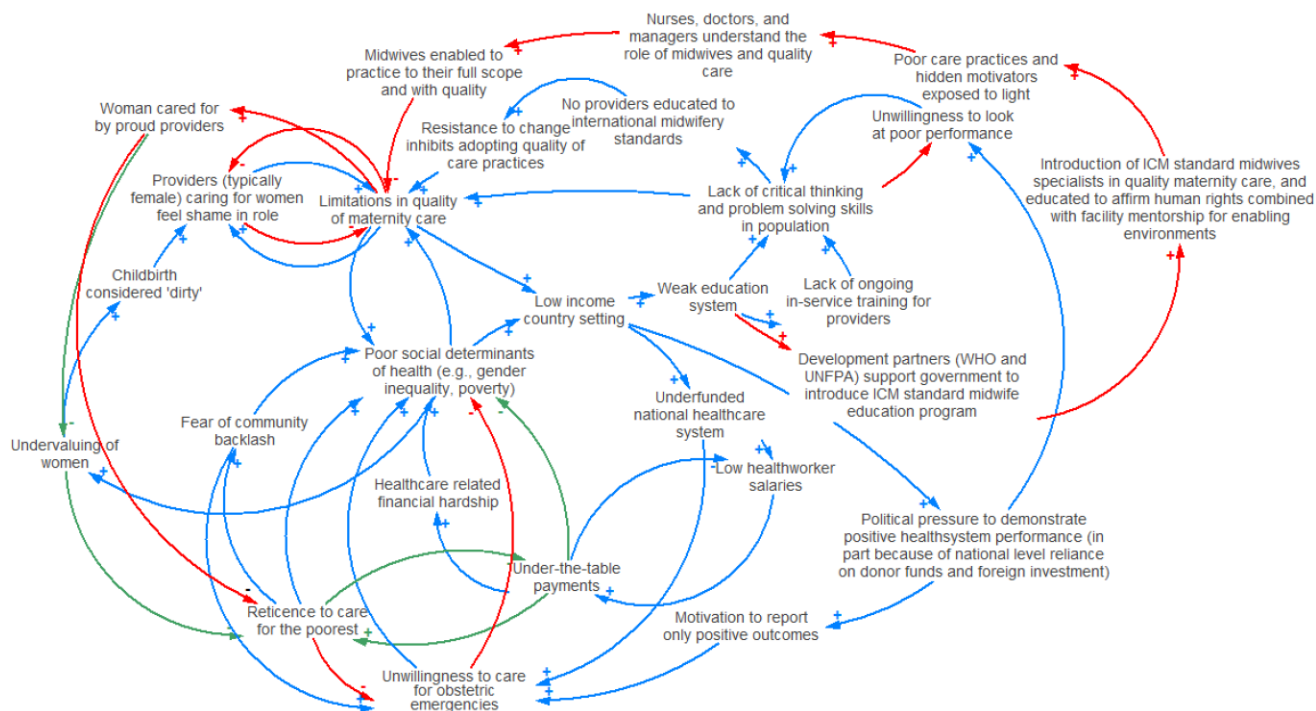 Nurses, doctors, and
managers understand the
role of midwives and quality
care
Midwives enabled to
practice to their full scope
and with quality
Poor care practices and
hidden motivators
exposed to light
Woman cared for
by proud providers
No providers educated to
international midwifery
standards
Unwillingness to look
at poor performance
Resistance to change
inhibits adopting quality of
care practices
Introduction of ICM standard midwives
specialists in quality maternity care, and
educated to affirm human rights combined
with facility mentorship for enabling
environments
Providers (typically
female) caring for women
feel shame in role
Limitations in quality
of maternity care
Lack of critical thinking
and problem solving skills
in population
Childbirth
considered 'dirty'
Low income
country setting
Weak education
system
Lack of ongoing
in-service training for
providers
Poor social determinants
of health (e.g., gender
inequality, poverty)
Development partners (WHO and
UNFPA) support government to
introduce ICM standard midwife
education program
Underfunded
national healthcare
system
Fear of community
backlash
Undervaluing of
women
Healthcare related
financial hardship
Low healthworker
salaries
Political pressure to demonstrate
positive healthsystem performance (in
part because of national level reliance
on donor funds and foreign investment)
Under-the-table
payments
Reticence to care
for the poorest
Motivation to report
only positive outcomes
Unwillingness to care
for obstetric
emergencies